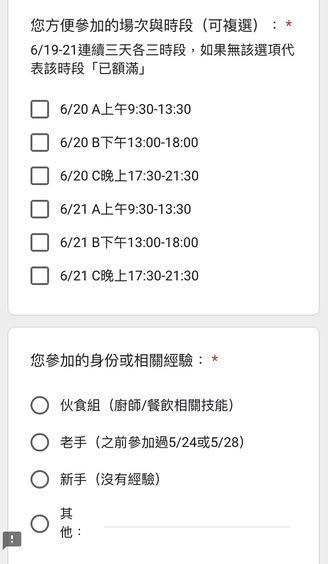 您方便參加的場次與時段（可複選）： *
6/19-21連續三天各三時段，如果無該選項代
表該時段「已額滿」
6/20 A上午9:30-13:30
6/20 B下午13:00-18:00
6/20 C晚上17:30-21:30
6/21 A上午9:30-13:30
6/21 B下午13:00-18:00
6/21 C晚上17:30-21:30
您參加的身份或相關經驗： *
伙食組（廚師/餐飲相關技能）
老手（之前參加過5/24或5/28）
新手（沒有經驗）
其
他：